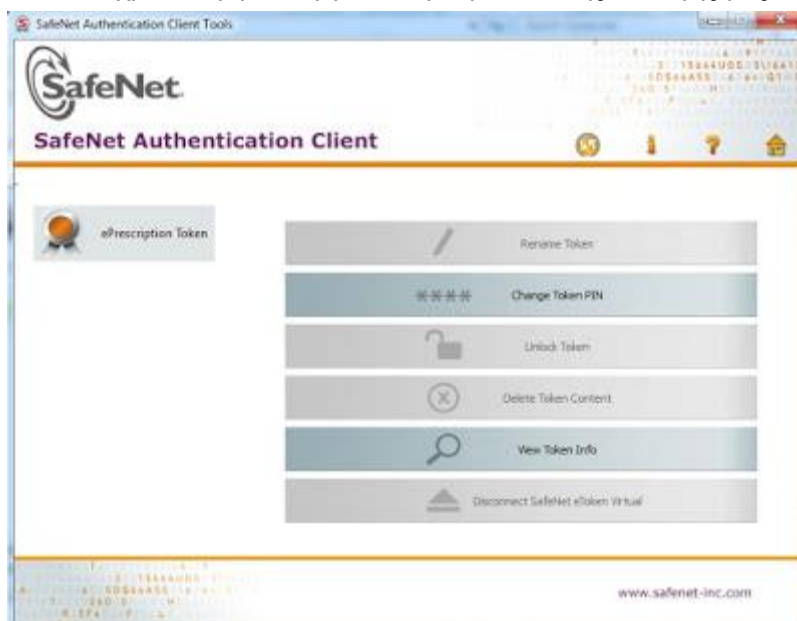 SafeNet Authentication Client Tools
SafeNet.
SafeNet Authentication Client
ePrescription Token
Rename Token
Change Token PIN
Unlock Token
Delete Token Content
View Token Info
Disconnect SafeNet eToken Virtual
www.safenet-inc.com